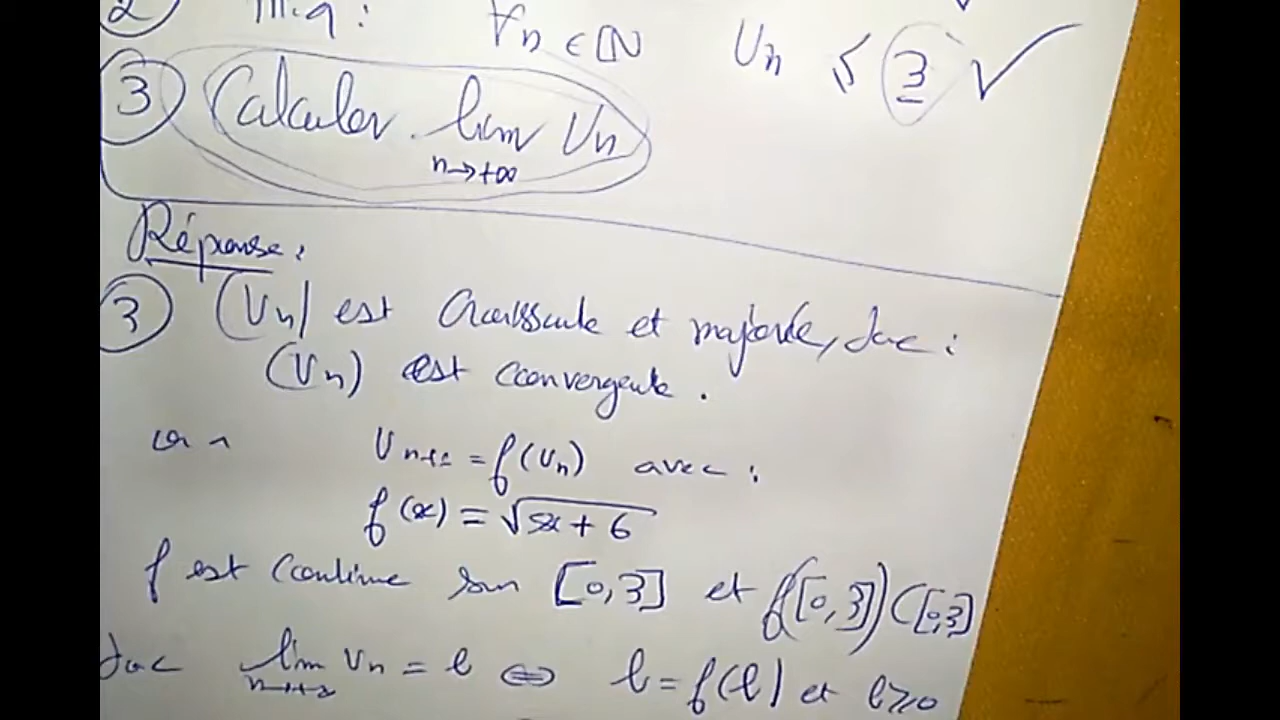 ② M.q : ∀n ∈ ℕ Un ≤ 3 ✓
③ Calculer lim Un
n→+∞
Réponse :
③ (Un) est croissante et majorée, donc :
(Un) est convergente .
on a Un+1 = f(Un) avec :
f(x) = √x+6
f est continue sur [0,3] et f([0,3]) ⊂ [0,3]
donc lim Un = l ⇔ l = f(l) et l≥0
n→+∞